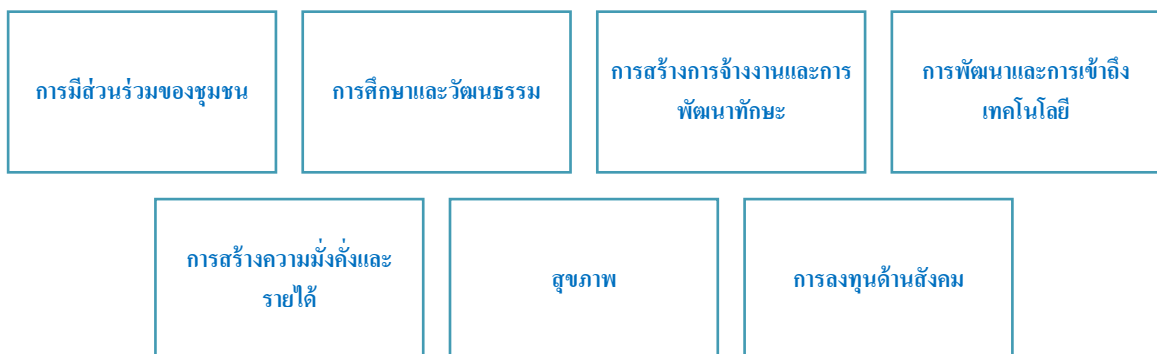 การมีส่วนร่วมของชุมชน
การศึกษาและวัฒนธรรม
การสร้างการจ้างงานและการ
พัฒนาทักษะ
การพัฒนาและการเข้าถึง
เทคโนโลยี
การสร้างความมั่งคั่งและ
รายได้
สุขภาพ
การลงทุนด้านสังคม